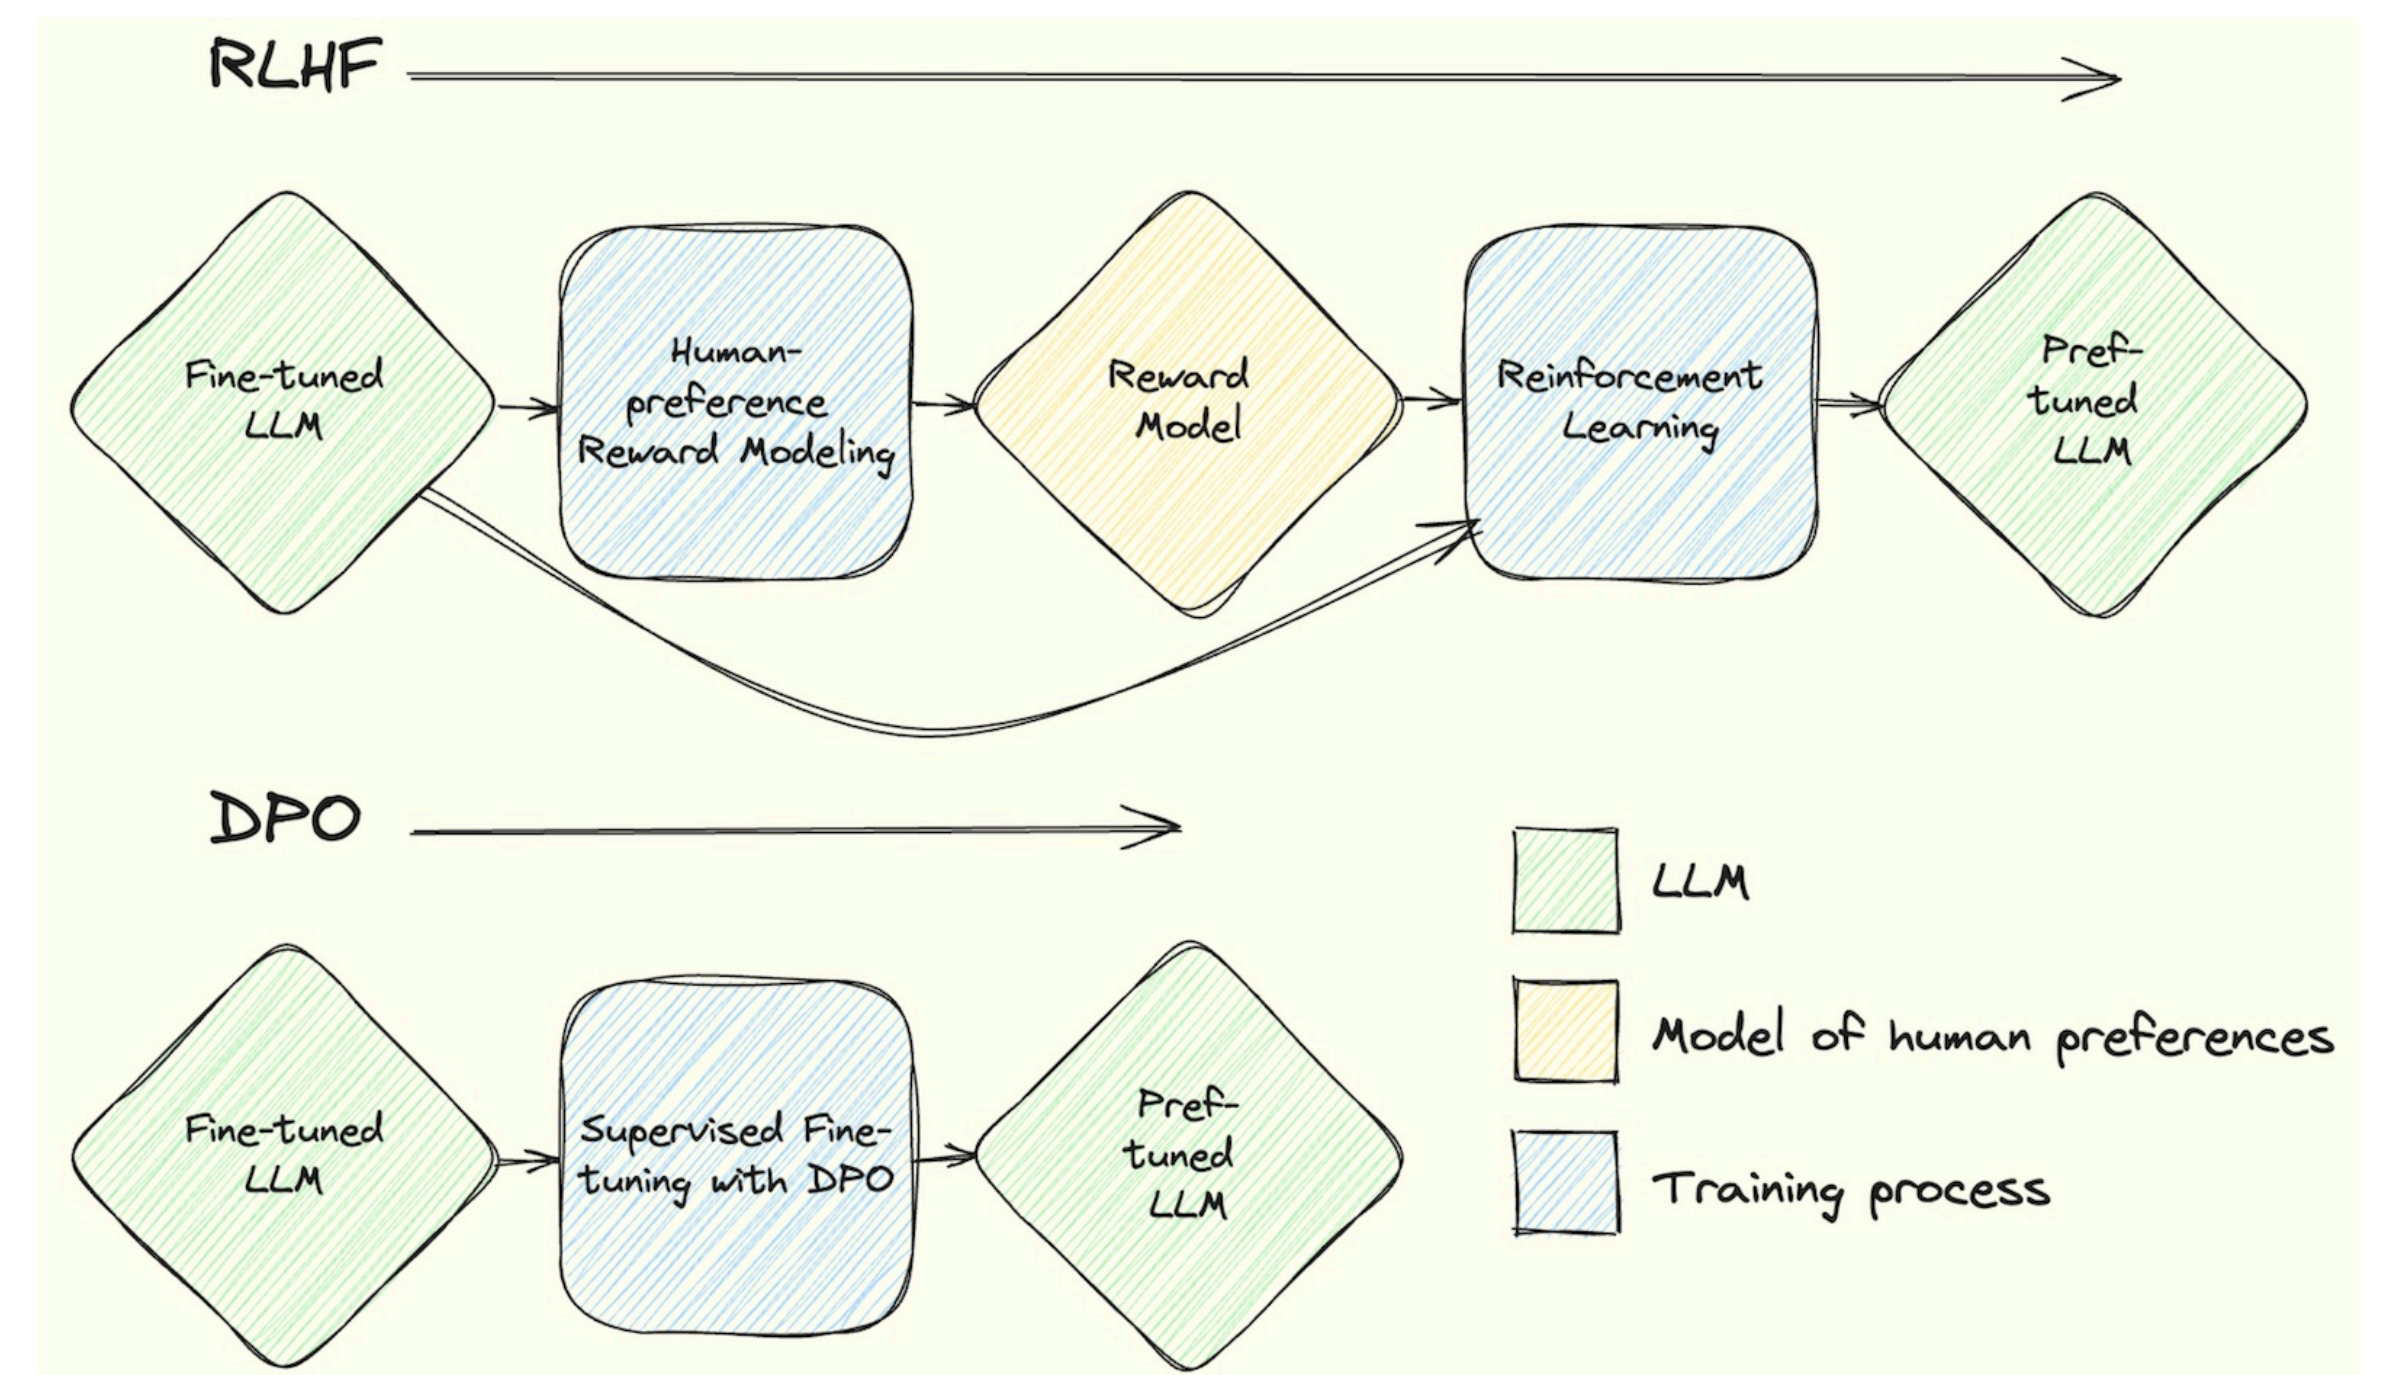 RLHF
Fine-tuned
LLM
Human-
preference
Reward Modeling
Reward
Model
Reinforcement
Learning
Pref-
tuned
LLM
DPO
Fine-tuned
LLM
Supervised Fine-
tuning with DPO
Pref-
tuned
LLM
LLM
Model of human preferences
Training process